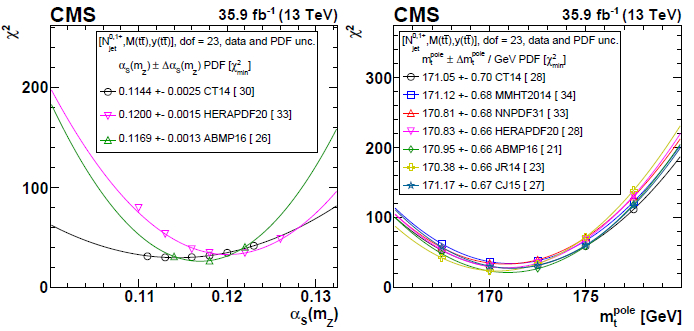 CMS 35.9 fb⁻¹ (13 TeV)
χ²
[N^{0,1+}_{jet},M(tt̄),y(tt̄)], dof = 23, data and PDF unc.
α_S(m_Z) ± Δα_S(m_Z) PDF [χ²_min]
0.1144 +- 0.0025 CT14 [ 30]
0.1200 +- 0.0015 HERAPDF20 [ 33]
0.1169 +- 0.0013 ABMP16 [ 26]
200
100
0
0.11 0.12 0.13
α_S(m_Z)
CMS 35.9 fb⁻¹ (13 TeV)
χ²
[N^{0,1+}_{jet},M(tt̄),y(tt̄)], dof = 23, data and PDF unc.
m_t^{pole} ± Δm_t^{pole} / GeV PDF [χ²_min]
171.05 +- 0.70 CT14 [ 28]
171.12 +- 0.68 MMHT2014 [ 34]
170.81 +- 0.68 NNPDF31 [ 33]
170.83 +- 0.66 HERAPDF20 [ 28]
170.95 +- 0.66 ABMP16 [ 21]
170.38 +- 0.64 JR14 [ 23]
171.17 +- 0.67 CJ15 [ 27]
300
200
100
0
170 175
m_t^{pole} [GeV]